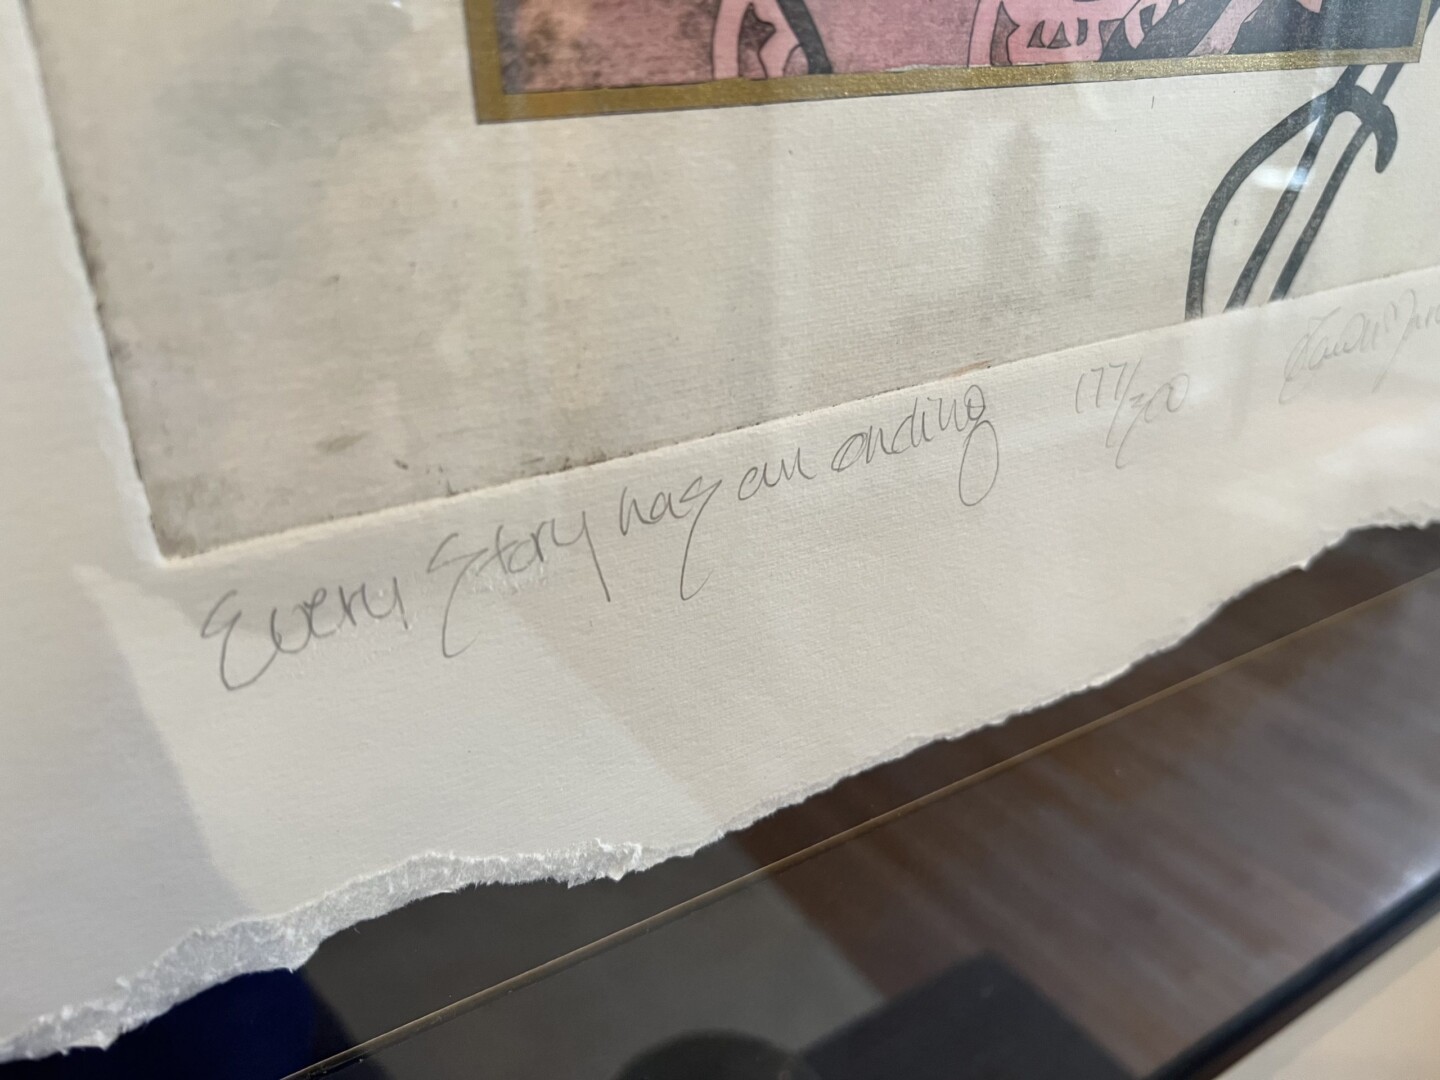 Every Story has an ending 177/300